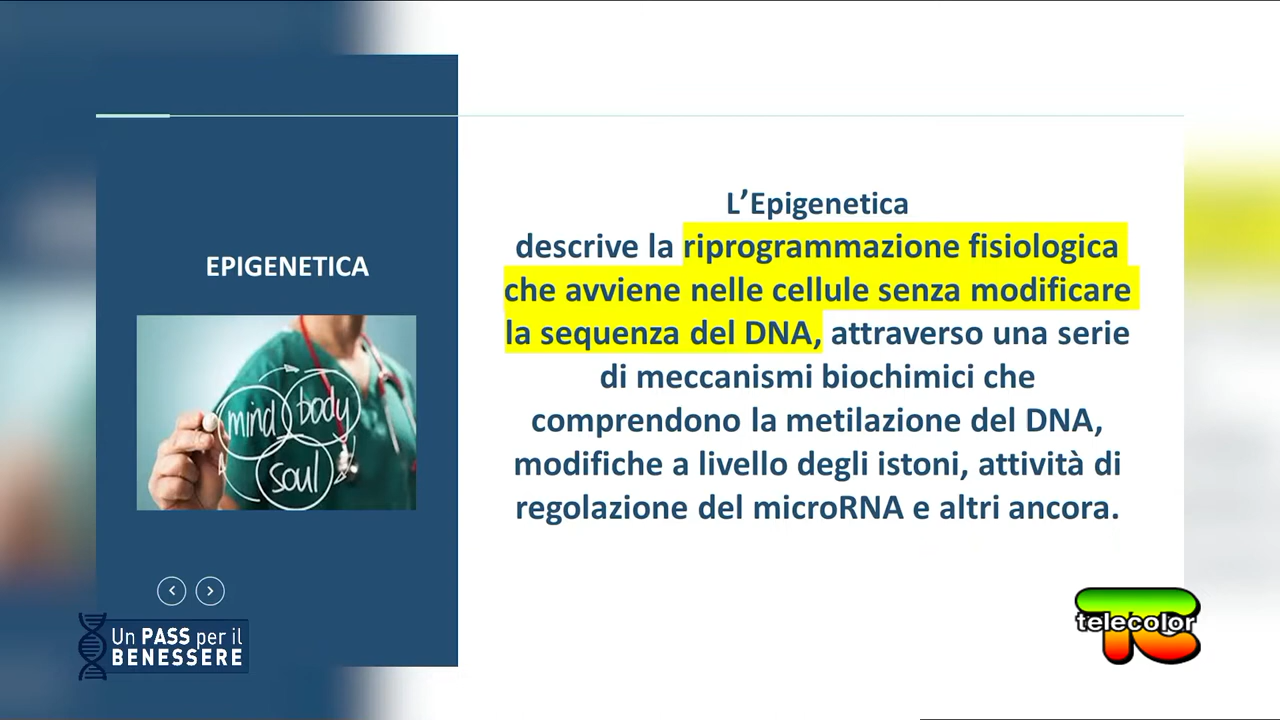 EPIGENETICA
mind
body
soul
L’Epigenetica
descrive la riprogrammazione fisiologica
che avviene nelle cellule senza modificare
la sequenza del DNA, attraverso una serie
di meccanismi biochimici che
comprendono la metilazione del DNA,
modifiche a livello degli istoni, attività di
regolazione del microRNA e altri ancora.
Un PASS per il
BENESSERE
TC
telecolor